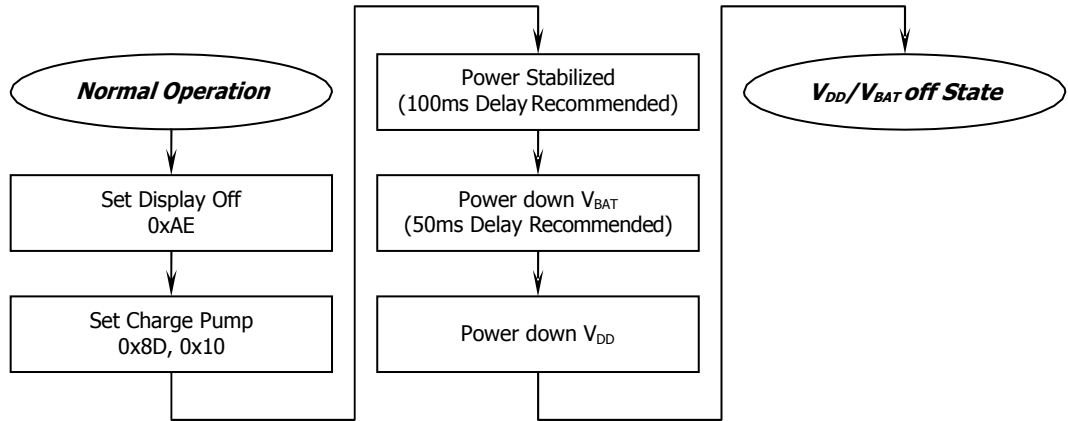 Normal Operation
Set Display Off
0xAE
Set Charge Pump
0x8D, 0x10
Power Stabilized
(100ms Delay Recommended)
Power down VBAT
(50ms Delay Recommended)
Power down VDD
VDD/VBAT off State